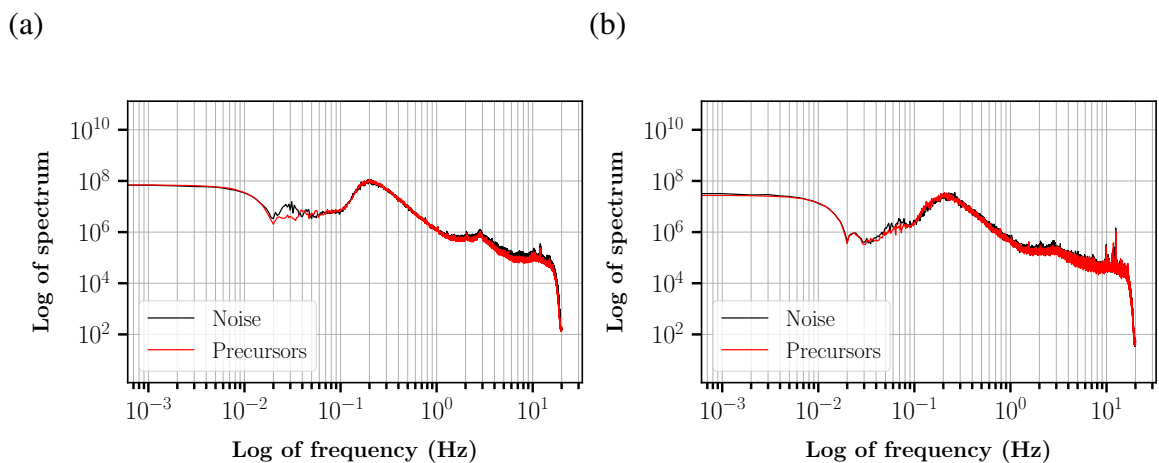 (a)
(b)
Log of spectrum
10^10
10^8
10^6
10^4
10^2
Noise
Precursors
10^-3
10^-2
10^-1
10^0
10^1
Log of frequency (Hz)
Log of spectrum
10^10
10^8
10^6
10^4
10^2
Noise
Precursors
10^-3
10^-2
10^-1
10^0
10^1
Log of frequency (Hz)